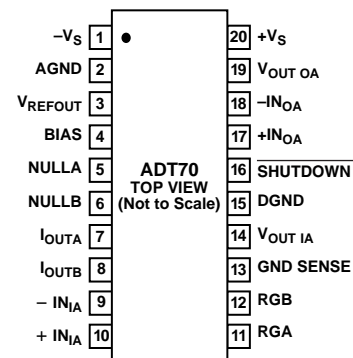 –VS 1
AGND 2
VREFOUT 3
BIAS 4
NULLA 5
NULLB 6
IOUTA 7
IOUTB 8
– INIA 9
+ INIA 10
ADT70
TOP VIEW
(Not to Scale)
20 +VS
19 VOUT OA
18 –INOA
17 +INOA
16 SHUTDOWN
15 DGND
14 VOUT IA
13 GND SENSE
12 RGB
11 RGA